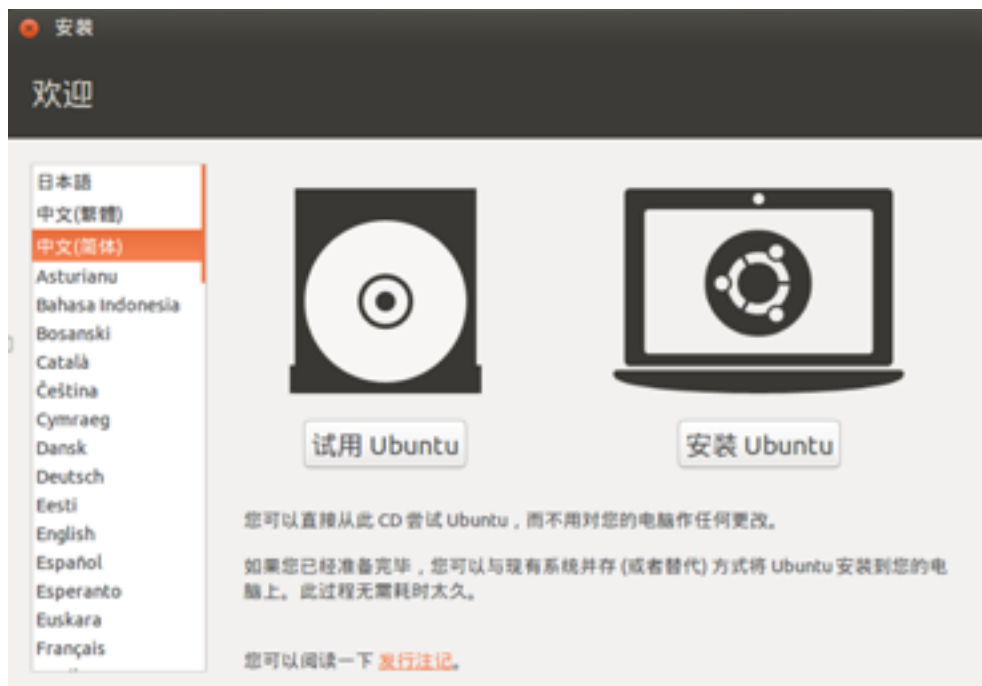 安装
欢迎
日本語
中文(繁體)
中文(简体)
Asturianu
Bahasa Indonesia
Bosanski
Català
Čeština
Cymraeg
Dansk
Deutsch
Eesti
English
Español
Esperanto
Euskara
Français
试用 Ubuntu
安装 Ubuntu
您可以直接从此 CD 尝试 Ubuntu，而不用对您的电脑作任何更改。
如果您已经准备完毕，您可以与现有系统并存 (或者替代) 方式将 Ubuntu 安装到您的电
脑上。此过程无需耗时太久。
您可以阅读一下 发行注记。